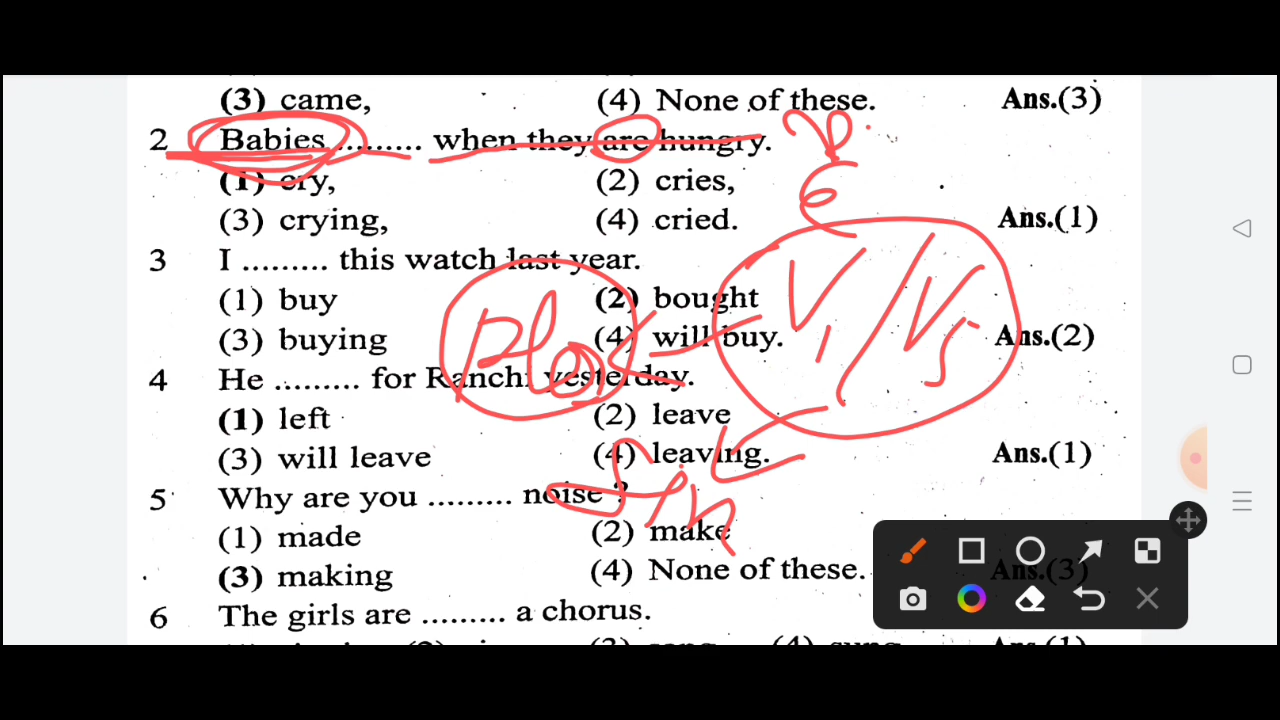 (3) came, (4) None of these. Ans.(3)
2 Babies ......... when they are hungry.
(1) cry, (2) cries,
(3) crying, (4) cried. Ans.(1)
3 I ......... this watch last year.
(1) buy (2) bought
(3) buying (4) will buy. Ans.(2)
4 He ......... for Ranchi yesterday.
(1) left (2) leave
(3) will leave (4) leaving. Ans.(1)
5 Why are you ......... noise ?
(1) made (2) make
(3) making (4) None of these. Ans.(3)
6 The girls are ......... a chorus.
V1 / V5
Sin